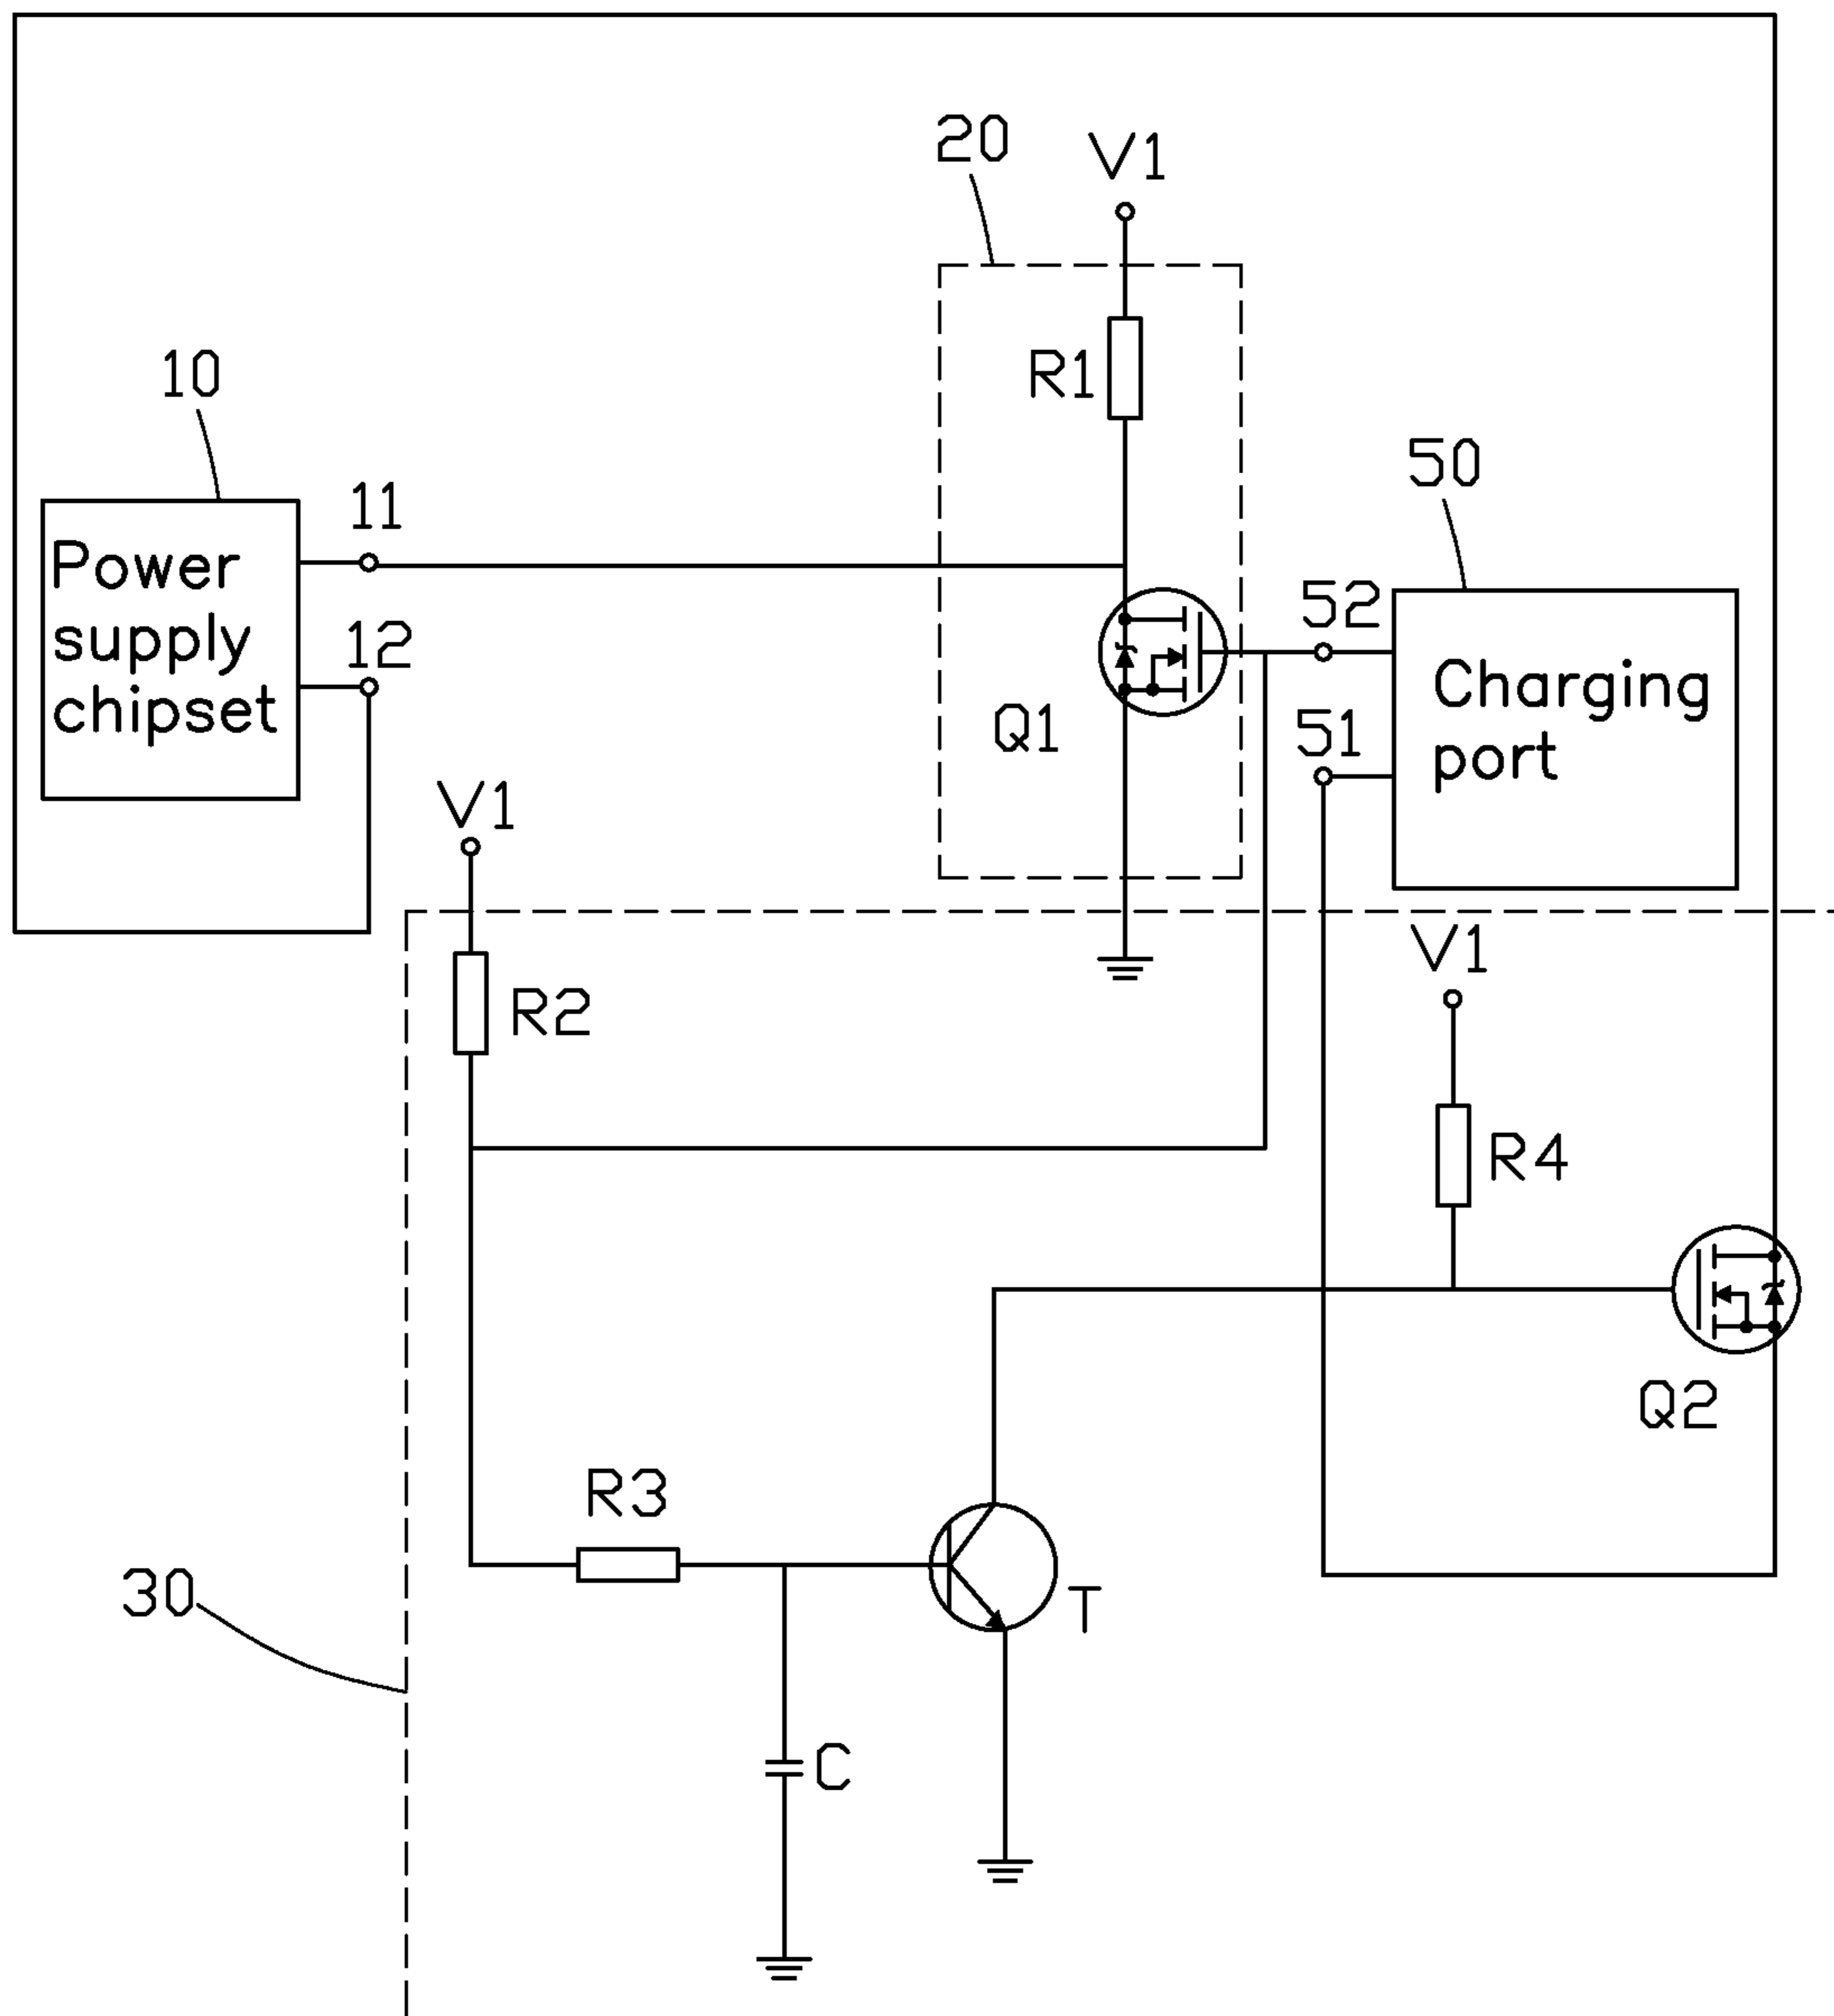 20
V1
R1
10
50
11
Power
supply
chipset
12
52
51
Charging
port
Q1
V1
V1
R2
R4
Q2
R3
30
T
C